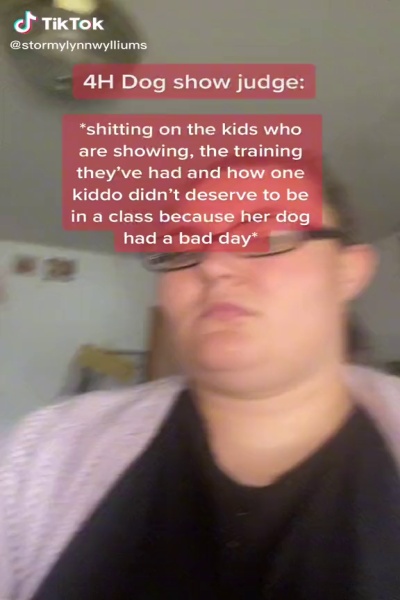 TikTok
@stormylynnwylliums
4H Dog show judge:
*shitting on the kids who
are showing, the training
they've had and how one
kiddo didn't deserve to be
in a class because her dog
had a bad day*